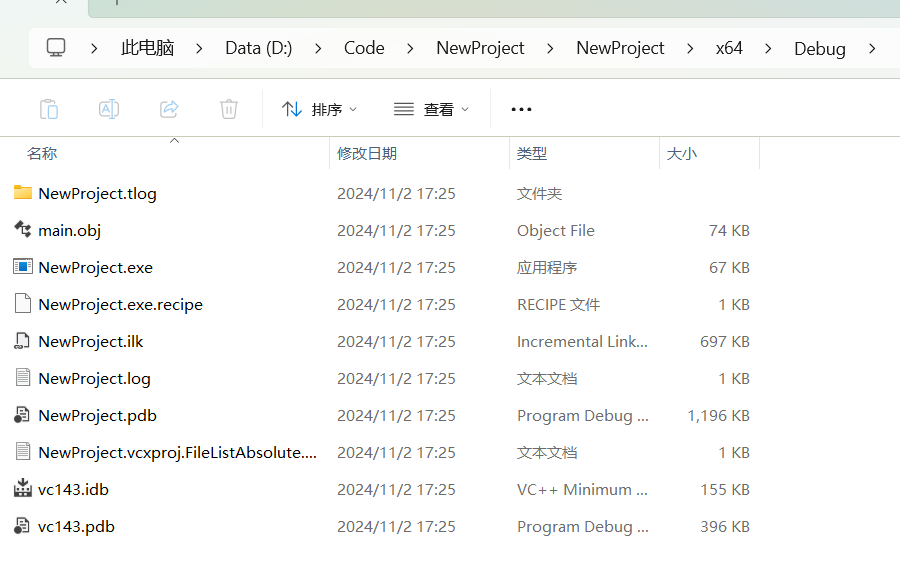 此电脑 Data (D:) Code NewProject NewProject x64 Debug
排序 查看
名称 修改日期 类型 大小
NewProject.tlog 2024/11/2 17:25 文件夹
main.obj 2024/11/2 17:25 Object File 74 KB
NewProject.exe 2024/11/2 17:25 应用程序 67 KB
NewProject.exe.recipe 2024/11/2 17:25 RECIPE 文件 1 KB
NewProject.ilk 2024/11/2 17:25 Incremental Link... 697 KB
NewProject.log 2024/11/2 17:25 文本文档 1 KB
NewProject.pdb 2024/11/2 17:25 Program Debug ... 1,196 KB
NewProject.vcxproj.FileListAbsolute.... 2024/11/2 17:25 文本文档 1 KB
vc143.idb 2024/11/2 17:25 VC++ Minimum ... 155 KB
vc143.pdb 2024/11/2 17:25 Program Debug ... 396 KB